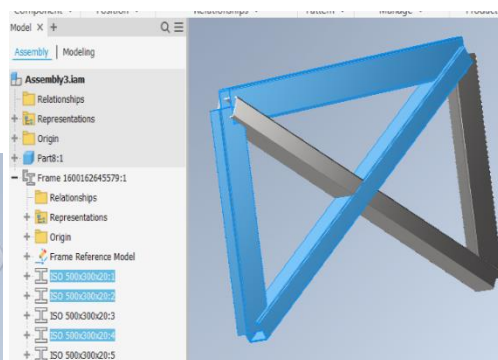 Component Position Relationships Pattern Manage Product
Model × +
Assembly | Modeling
Assembly3.iam
Relationships
Representations
Origin
Part8:1
Frame 1600162645579:1
Relationships
Representations
Origin
Frame Reference Model
ISO 500x300x20:1
ISO 500x300x20:2
ISO 500x300x20:3
ISO 500x300x20:4
ISO 500x300x20:5